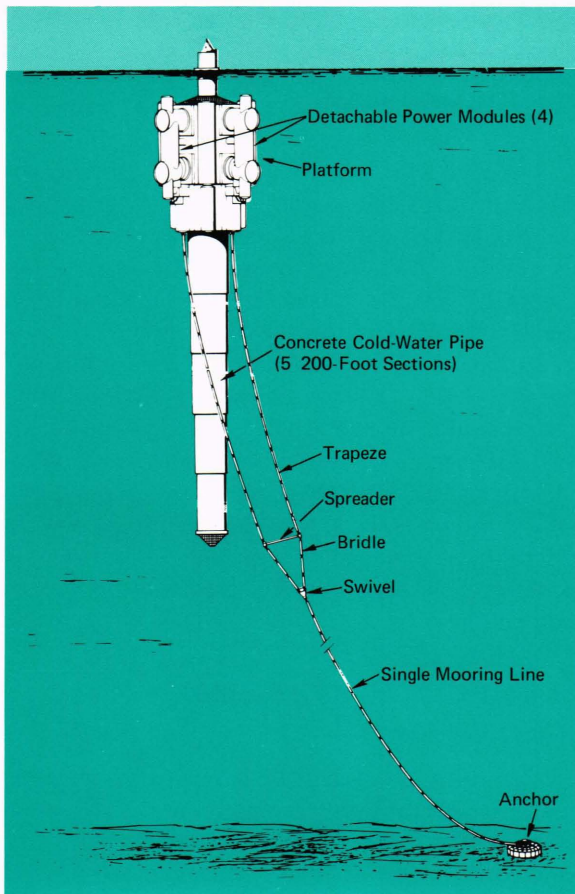 Detachable Power Modules (4)
Platform
Concrete Cold-Water Pipe
(5 200-Foot Sections)
Trapeze
Spreader
Bridle
Swivel
Single Mooring Line
Anchor